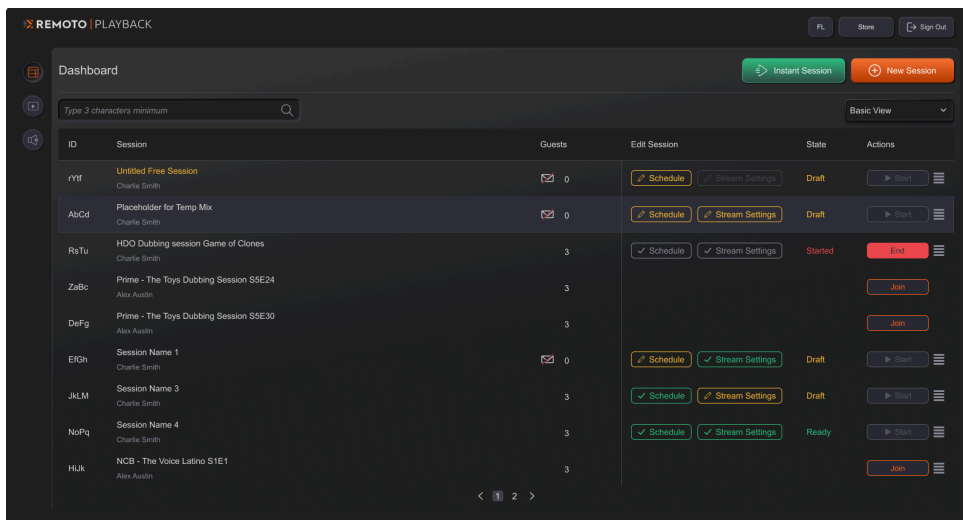 REMOTO | PLAYBACK
FL
Store
Sign Out
Dashboard
Instant Session
New Session
Type 3 characters minimum
Basic View
ID Session Guests Edit Session State Actions
rYtf Untitled Free Session 0 Schedule Stream Settings Draft Start
Charlie Smith
AbCd Placeholder for Temp Mix 0 Schedule Stream Settings Draft Start
Charlie Smith
RsTu HDO Dubbing session Game of Clones 3 Schedule Stream Settings Started End
Charlie Smith
ZaBc Prime - The Toys Dubbing Session S5E24 3 Join
Alex Austin
DeFg Prime - The Toys Dubbing Session S5E30 3 Join
Alex Austin
EfGh Session Name 1 0 Schedule Stream Settings Draft Start
Charlie Smith
JkLM Session Name 3 3 Schedule Stream Settings Draft Start
Charlie Smith
NoPq Session Name 4 3 Schedule Stream Settings Ready Start
Charlie Smith
HiJk NCB - The Voice Latino S1E1 3 Join
Alex Austin
1 2